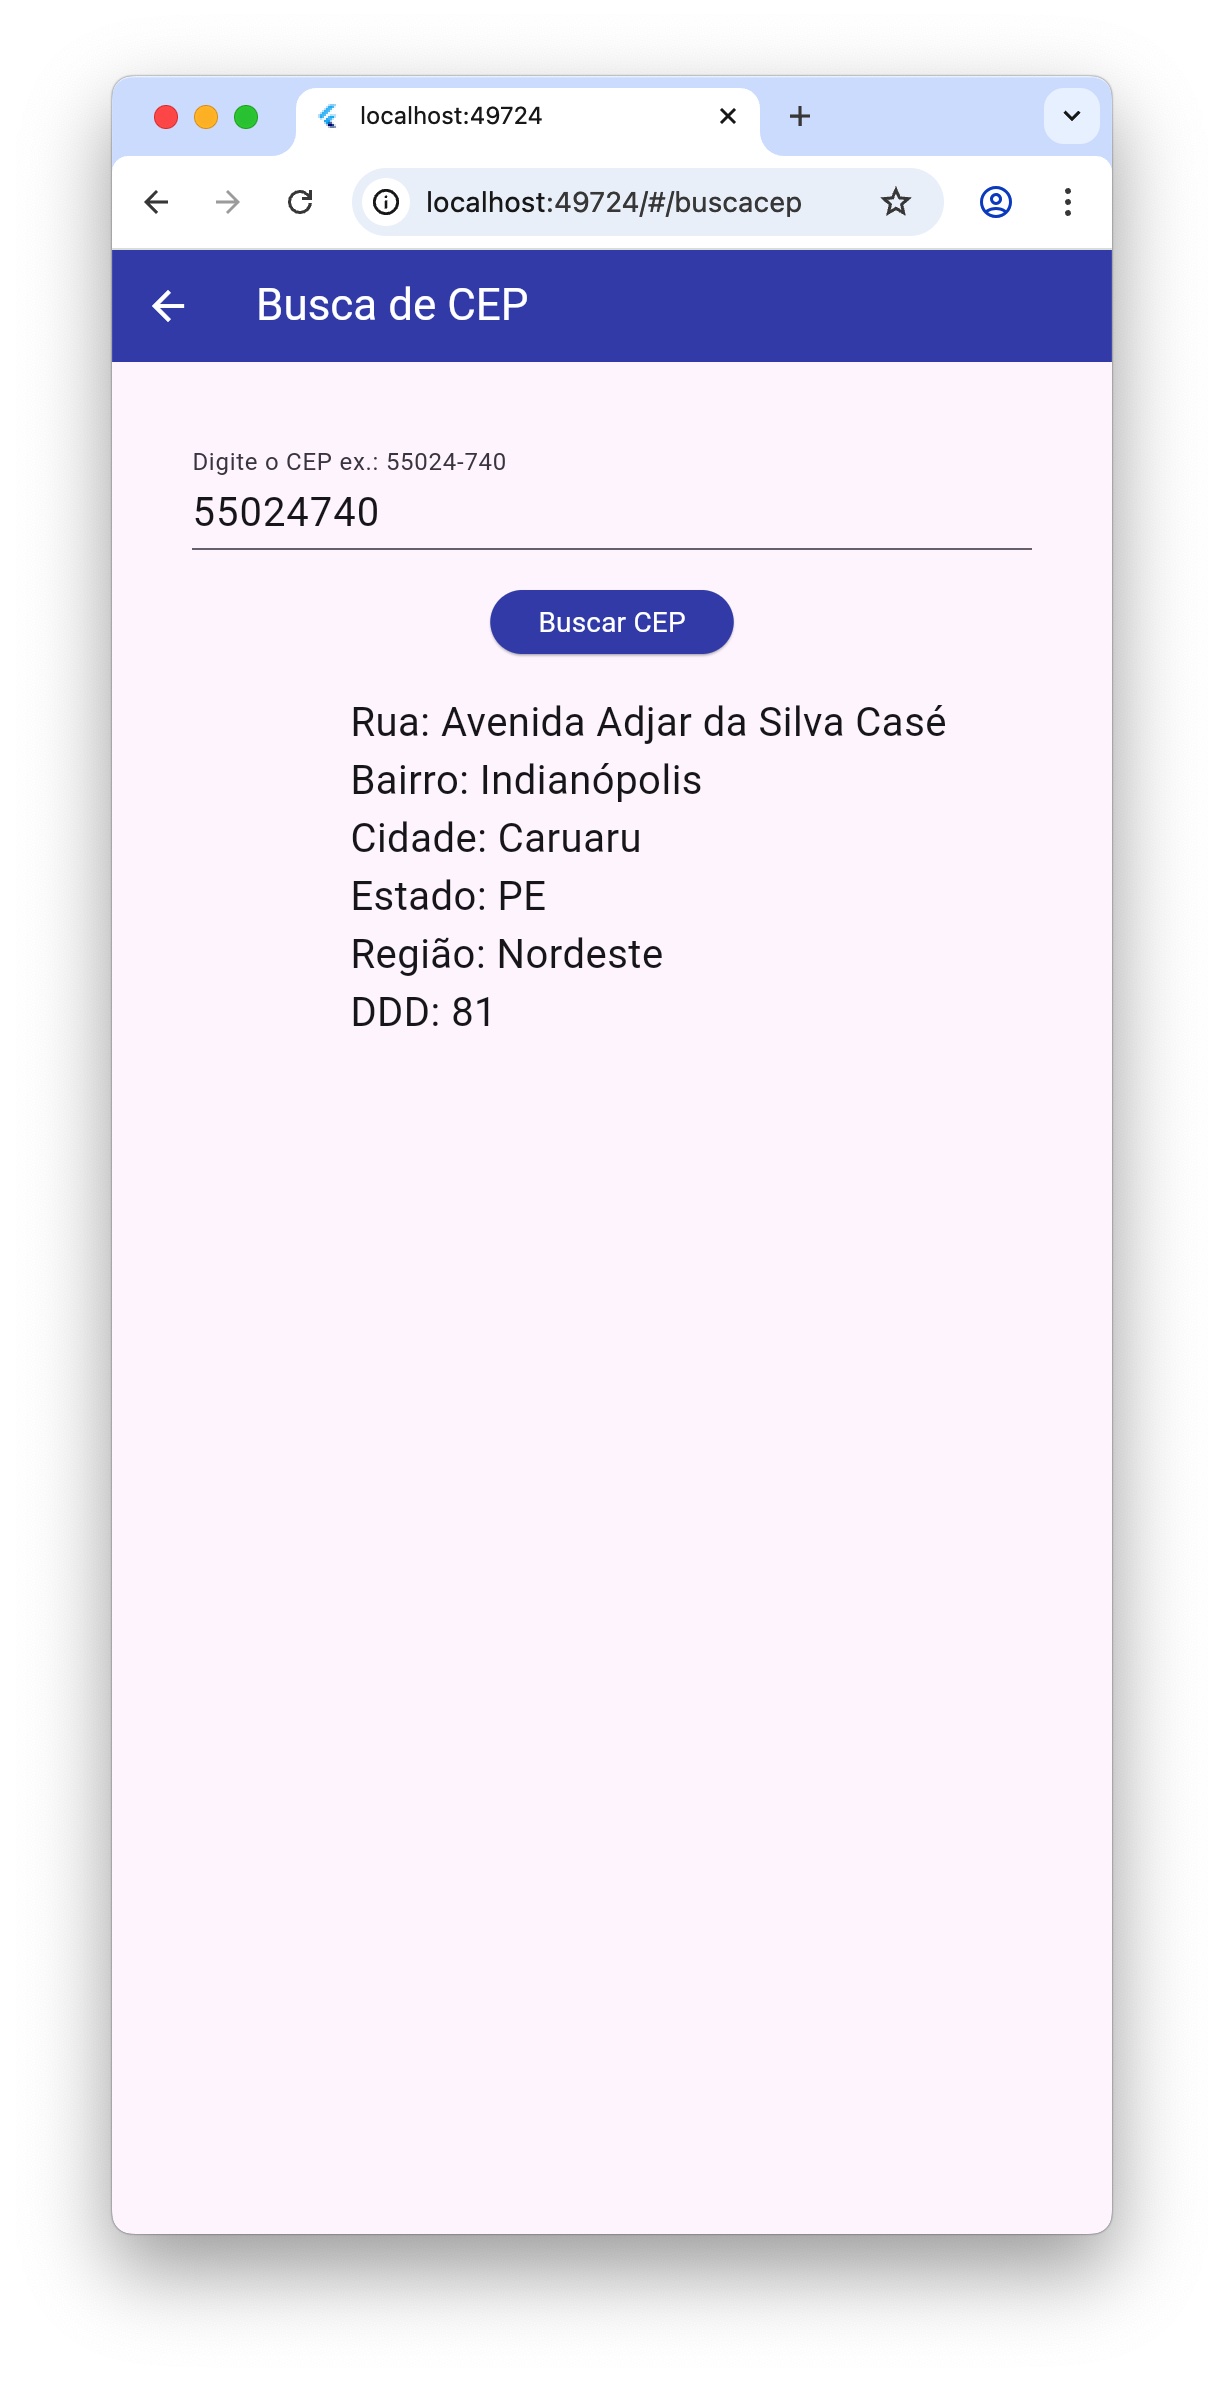 localhost:49724
localhost:49724/#/buscacep
Busca de CEP
Digite o CEP ex.: 55024-740
55024740
Buscar CEP
Rua: Avenida Adjar da Silva Casé
Bairro: Indianópolis
Cidade: Caruaru
Estado: PE
Região: Nordeste
DDD: 81